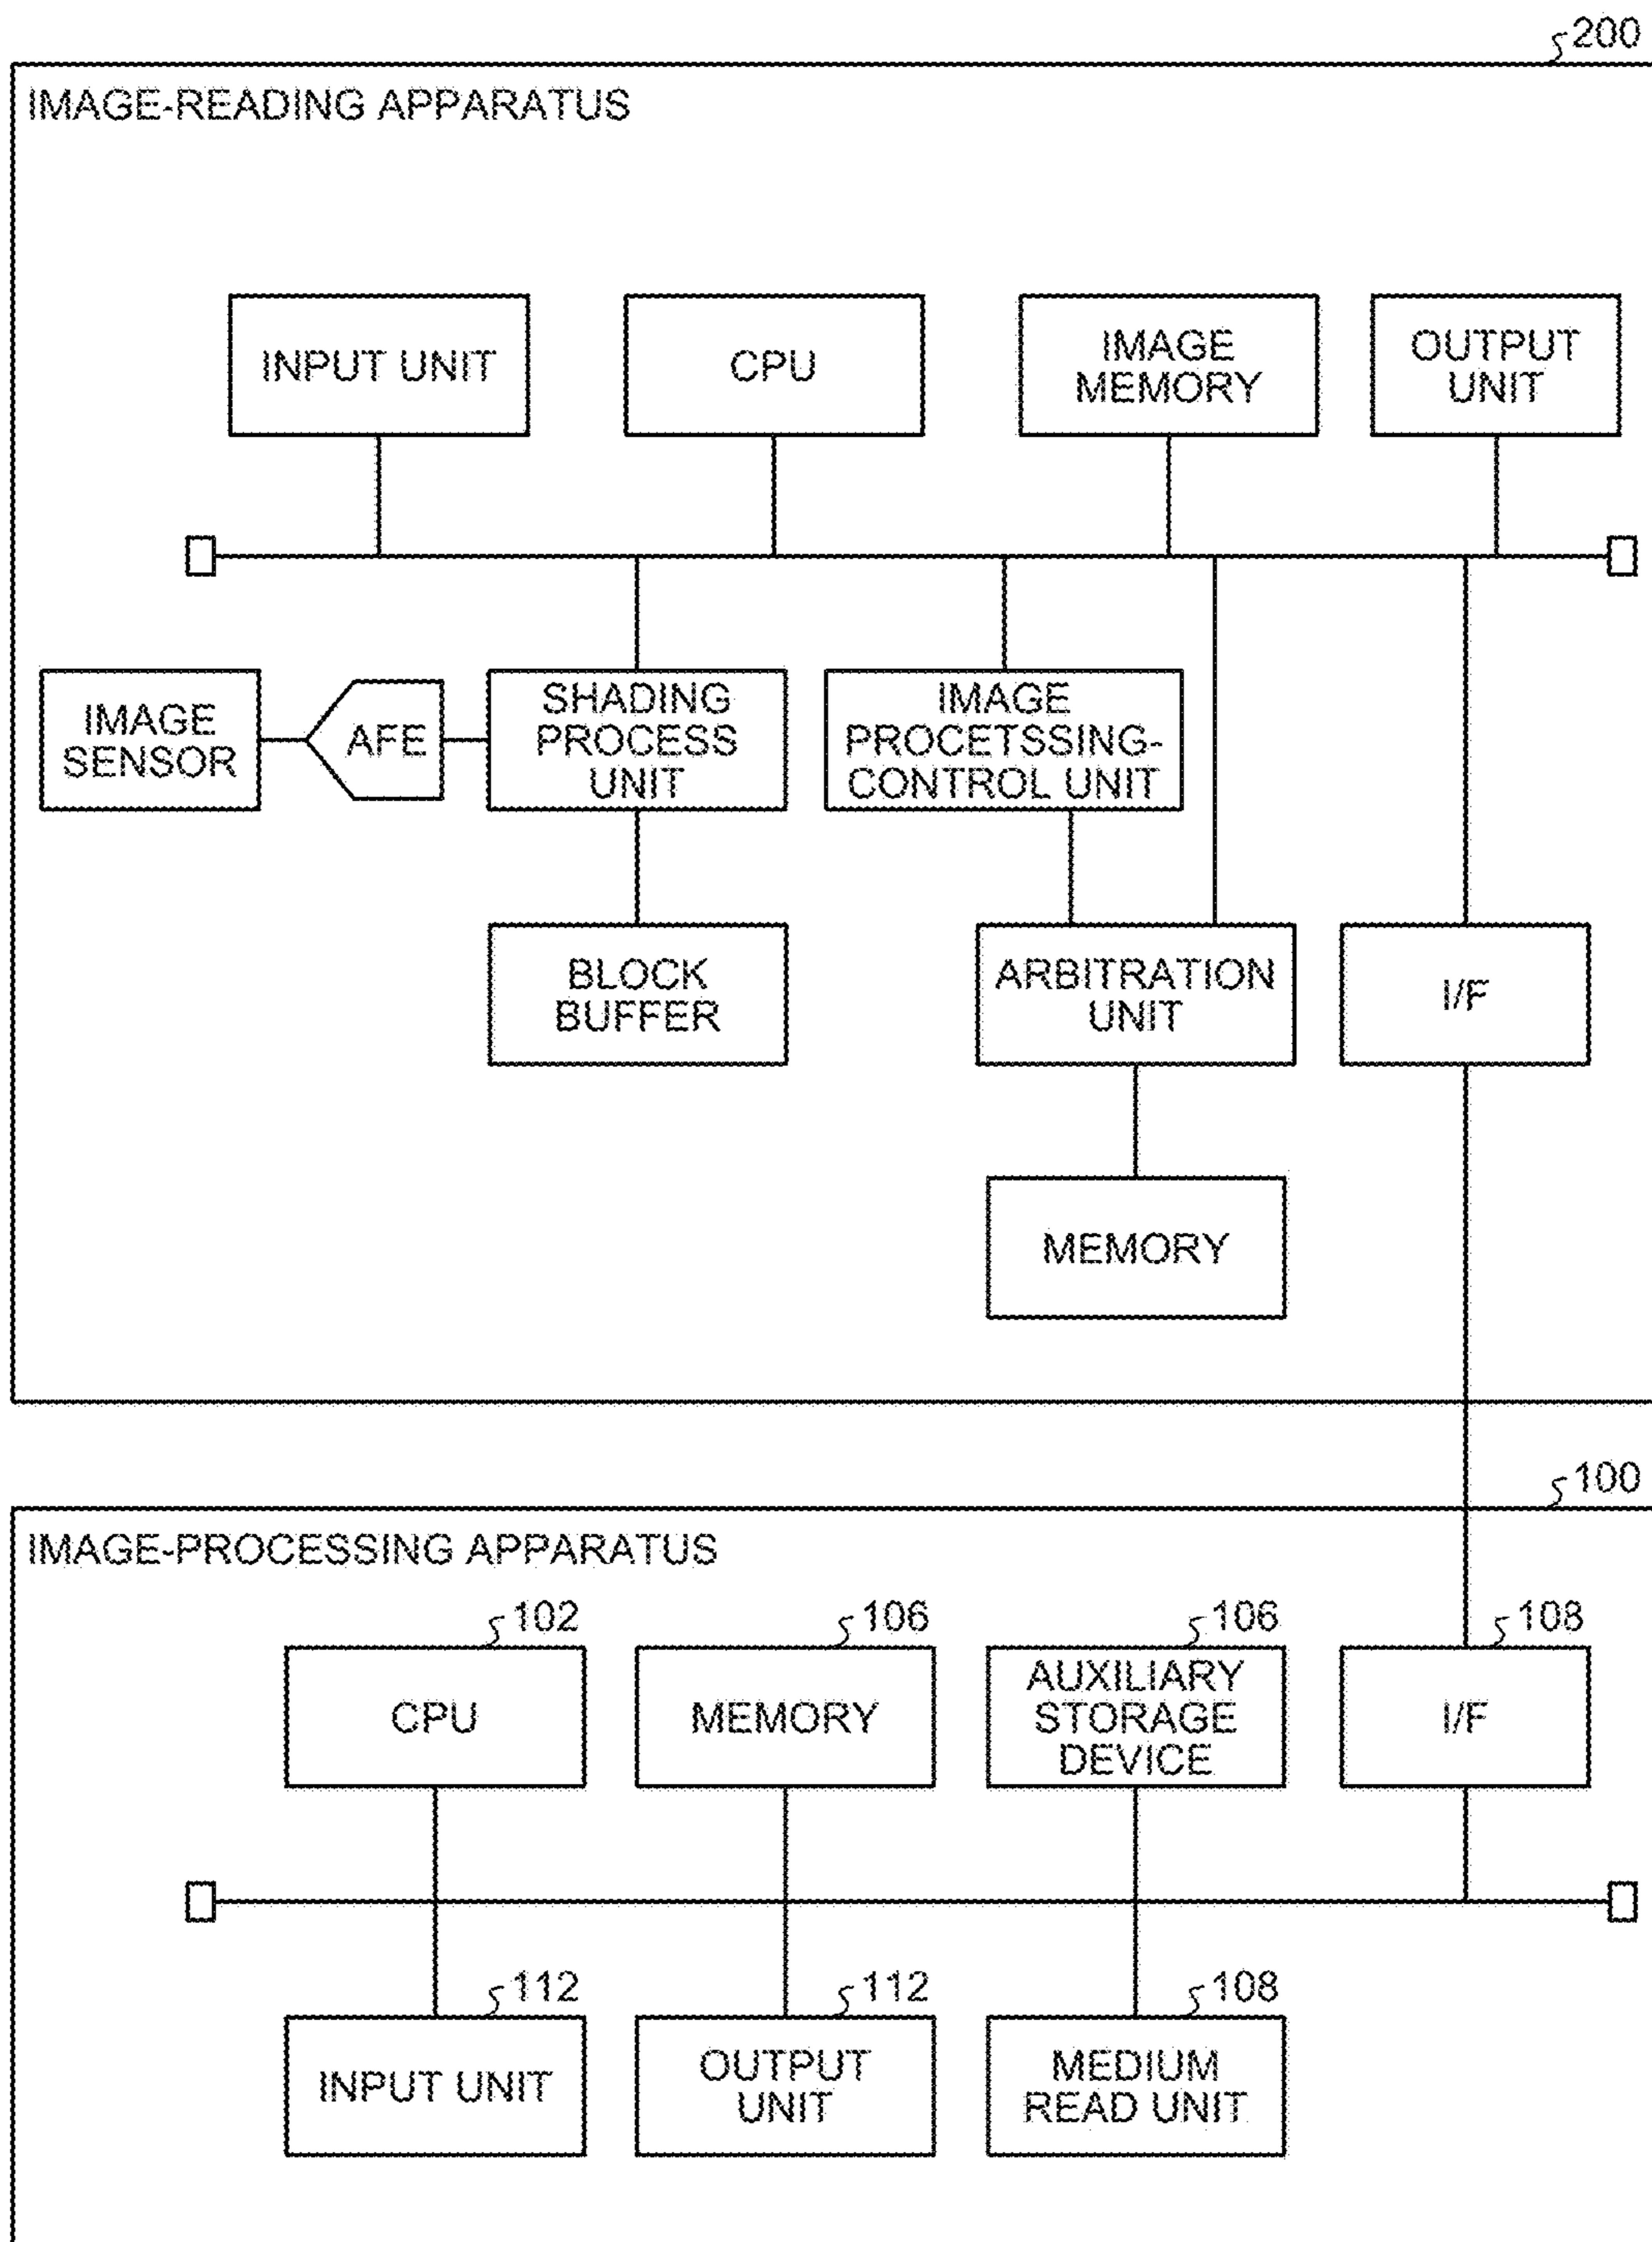 200
IMAGE-READING APPARATUS
INPUT UNIT
CPU
IMAGE
MEMORY
OUTPUT
UNIT
IMAGE
SENSOR
AFE
SHADING
PROCESS
UNIT
IMAGE
PROCETSSING-
CONTROL UNIT
BLOCK
BUFFER
ARBITRATION
UNIT
I/F
MEMORY
100
IMAGE-PROCESSING APPARATUS
102
CPU
106
MEMORY
106
AUXILIARY
STORAGE
DEVICE
108
I/F
112
INPUT UNIT
112
OUTPUT
UNIT
108
MEDIUM
READ UNIT